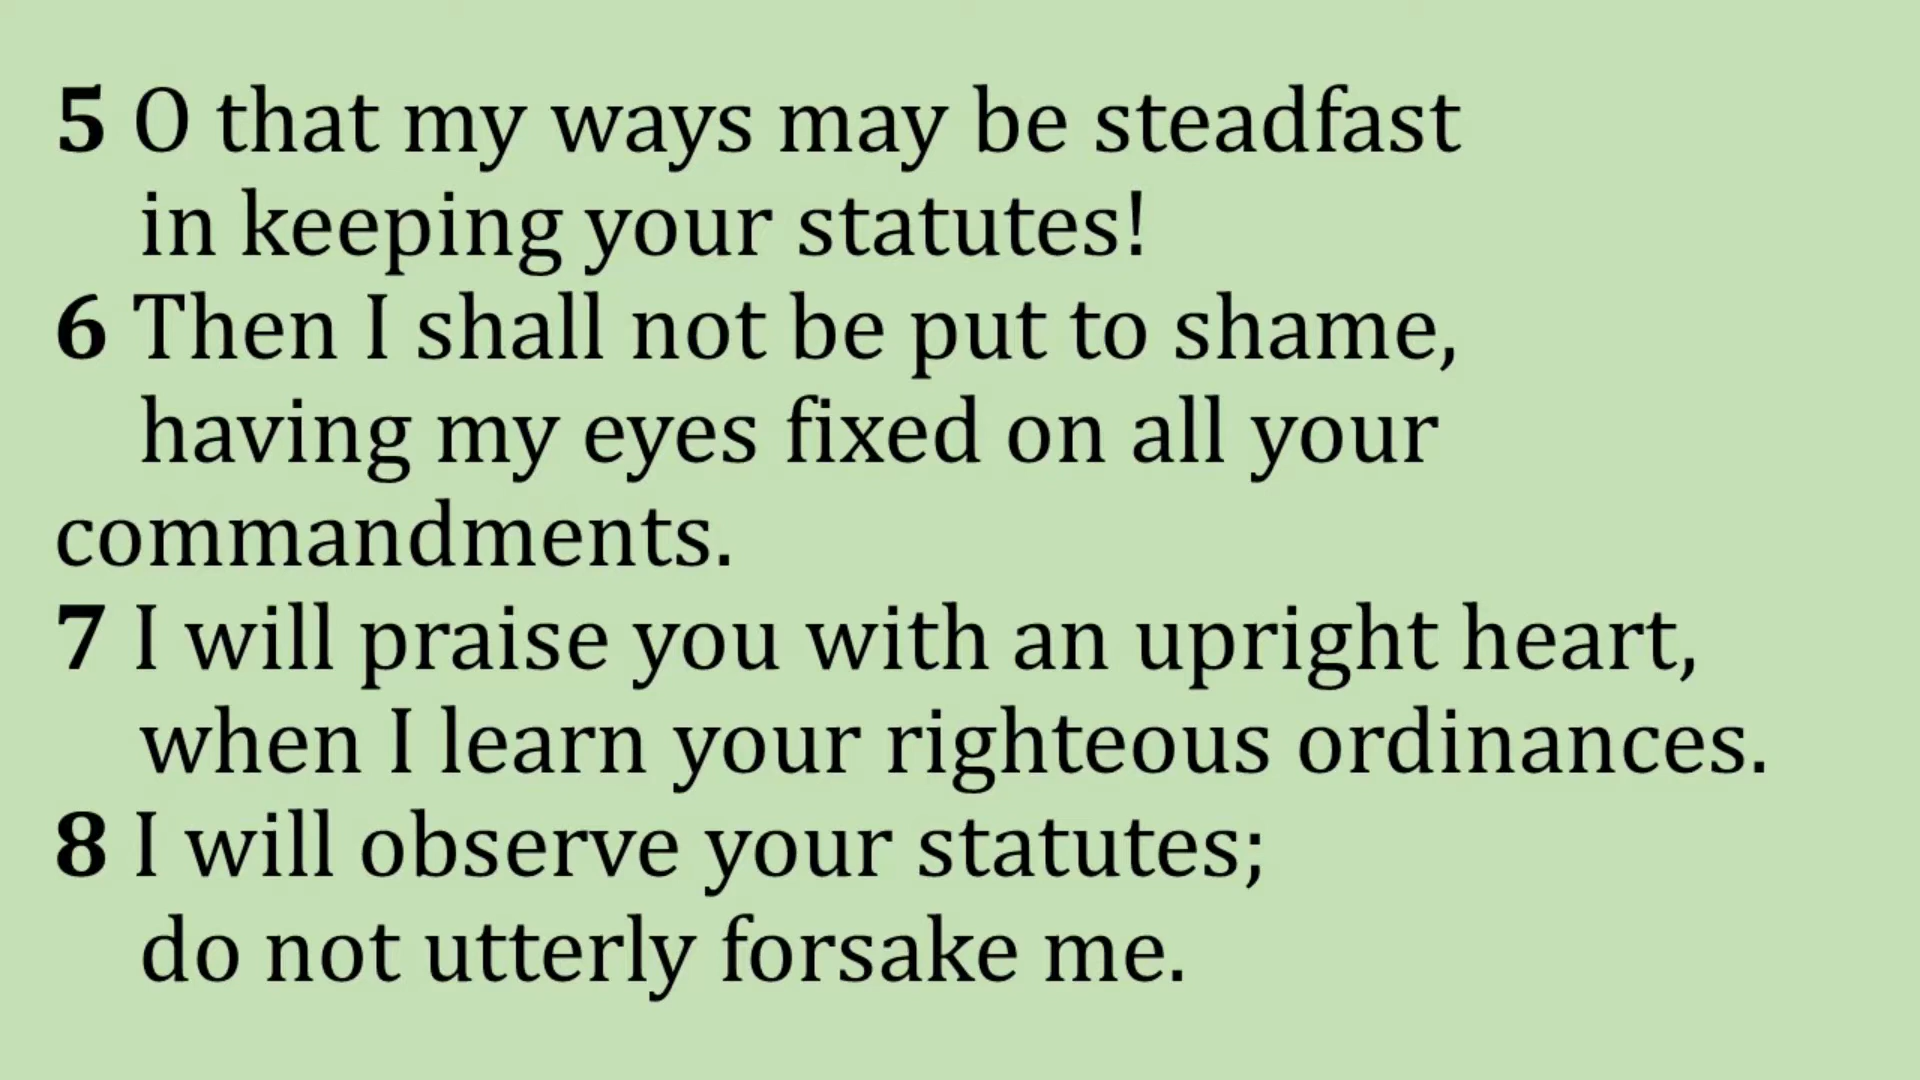 5 O that my ways may be steadfast
in keeping your statutes!
6 Then I shall not be put to shame,
having my eyes fixed on all your
commandments.
7 I will praise you with an upright heart,
when I learn your righteous ordinances.
8 I will observe your statutes;
do not utterly forsake me.